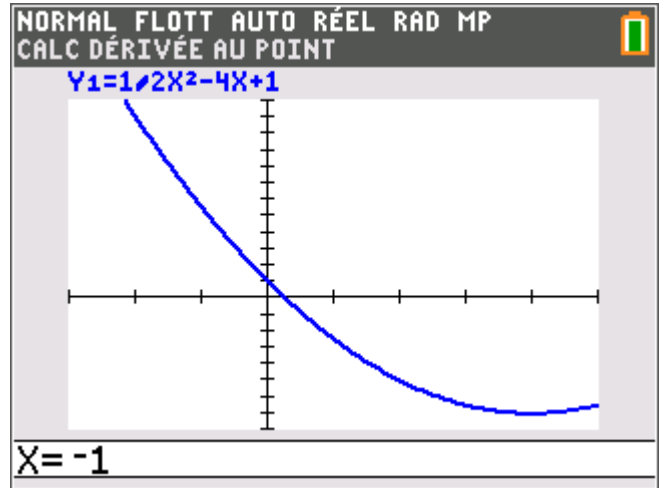 NORMAL FLOTT AUTO RÉEL RAD MP
CALC DÉRIVÉE AU POINT
Y₁=1/2X²-4X+1
X= -1